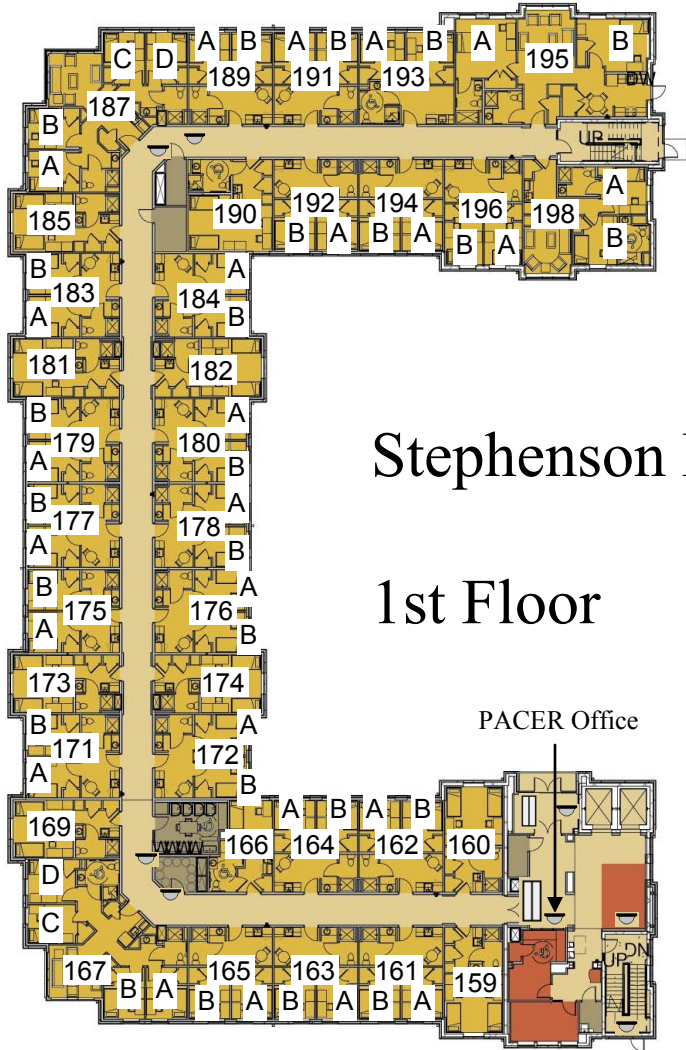 C D A B A B A B A 195 B
189 191 193 DW
187
B UP
A
185 190 192 194 196 198 A
B A B A B A B
B 183 A
A 184 B
181 182
B 179 A
A 180 B
Stephenson
B 177 A
A 178 B
B 175 A
A 176 B
1st Floor
173 174
PACER Office
B 171 A
A 172 B
169 166 A B A B 160
164 162
D
C
167 165 163 161 159 UP DN
B A B A B A B A